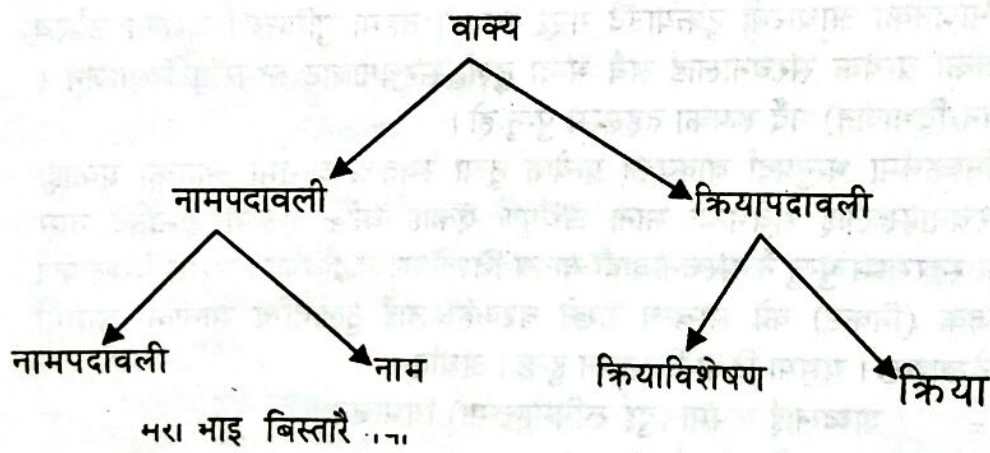 वाक्य
नामपदावली क्रियापदावली
नामपदावली नाम क्रियाविशेषण क्रिया
भाइ बिस्तारै